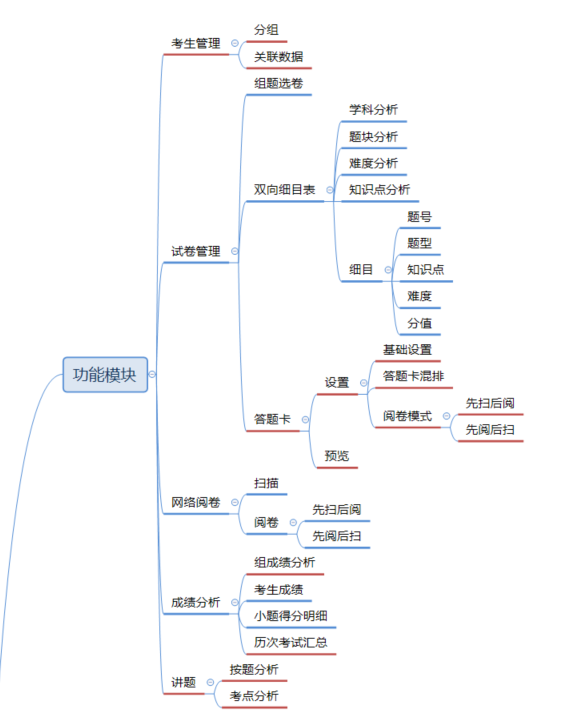 考生管理
分组
关联数据
试卷管理
组题选卷
双向细目表
学科分析
题块分析
难度分析
知识点分析
细目
题号
题型
知识点
难度
分值
答题卡
设置
基础设置
答题卡混排
阅卷模式
先扫后阅
先阅后扫
预览
功能模块
网络阅卷
扫描
阅卷
先扫后阅
先阅后扫
成绩分析
组成绩分析
考生成绩
小题得分明细
历次考试汇总
讲题
按题分析
考点分析